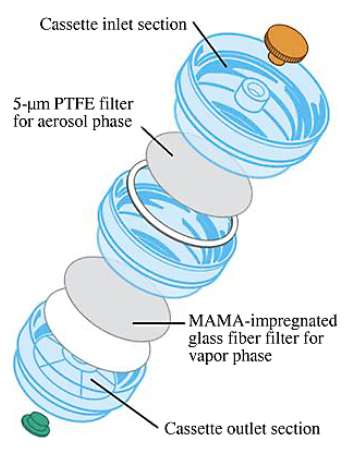 Cassette inlet section
5-μm PTFE filter
for aerosol phase
MAMA-impregnated
glass fiber filter for
vapor phase
Cassette outlet section